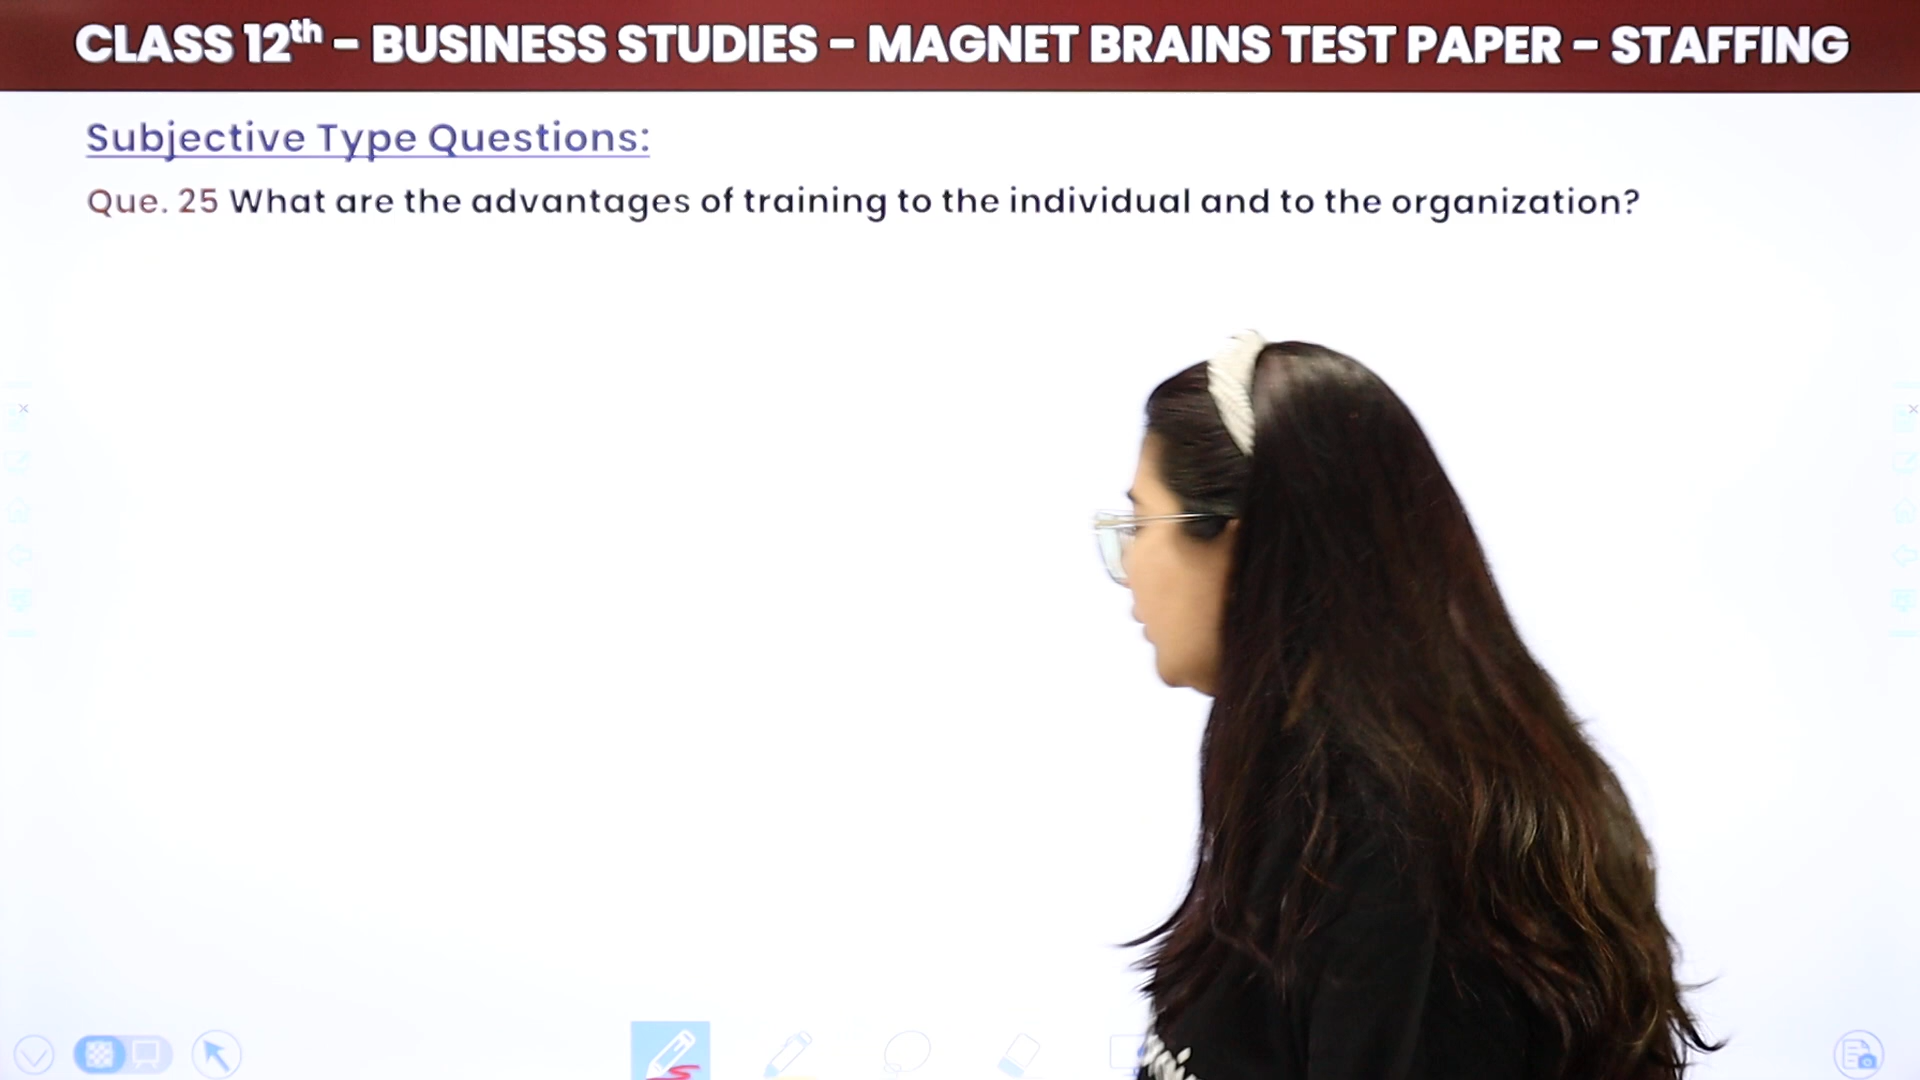 CLASS 12th – BUSINESS STUDIES – MAGNET BRAINS TEST PAPER – STAFFING
Subjective Type Questions:
Que. 25 What are the advantages of training to the individual and to the organization?